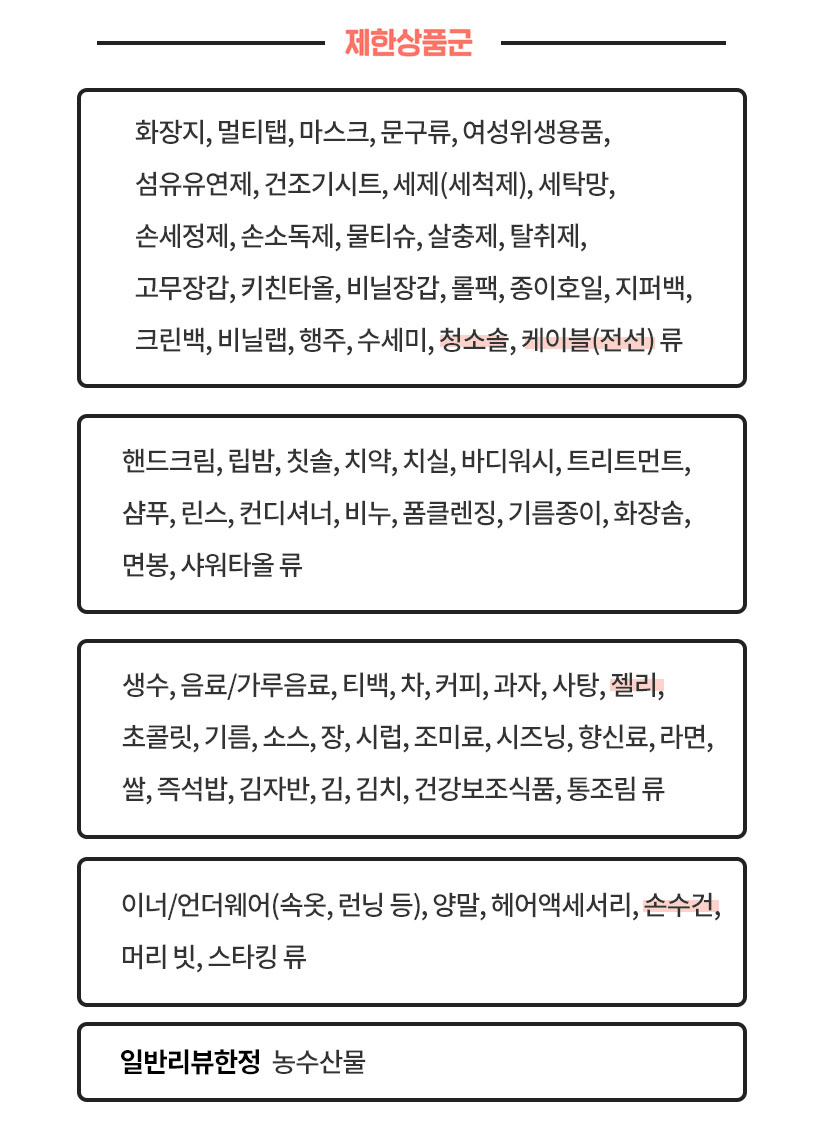 제한상품군
화장지, 멀티탭, 마스크, 문구류, 여성위생용품,
섬유유연제, 건조기시트, 세제(세척제), 세탁망,
손세정제, 손소독제, 물티슈, 살충제, 탈취제,
고무장갑, 키친타올, 비닐장갑, 롤팩, 종이호일, 지퍼백,
크린백, 비닐랩, 행주, 수세미, 청소솔, 케이블(전선) 류
핸드크림, 립밤, 칫솔, 치약, 치실, 바디워시, 트리트먼트,
샴푸, 린스, 컨디셔너, 비누, 폼클렌징, 기름종이, 화장솜,
면봉, 샤워타올 류
생수, 음료/가루음료, 티백, 차, 커피, 과자, 사탕, 젤리,
초콜릿, 기름, 소스, 장, 시럽, 조미료, 시즈닝, 향신료, 라면,
쌀, 즉석밥, 김자반, 김, 김치, 건강보조식품, 통조림 류
이너/언더웨어(속옷, 런닝 등), 양말, 헤어액세서리, 손수건,
머리 빗, 스타킹 류
일반리뷰한정 농수산물